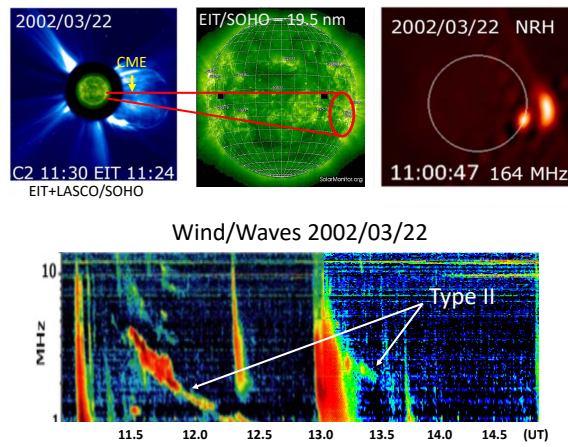 2002/03/22
CME
C2 11:30 EIT 11:24
EIT+LASCO/SOHO
EIT/SOHO – 19.5 nm
SolarMonitor.org
2002/03/22 NRH
11:00:47 164 MHz
Wind/Waves 2002/03/22
Type II
10
MHz
1
11.5 12.0 12.5 13.0 13.5 14.0 14.5 (UT)